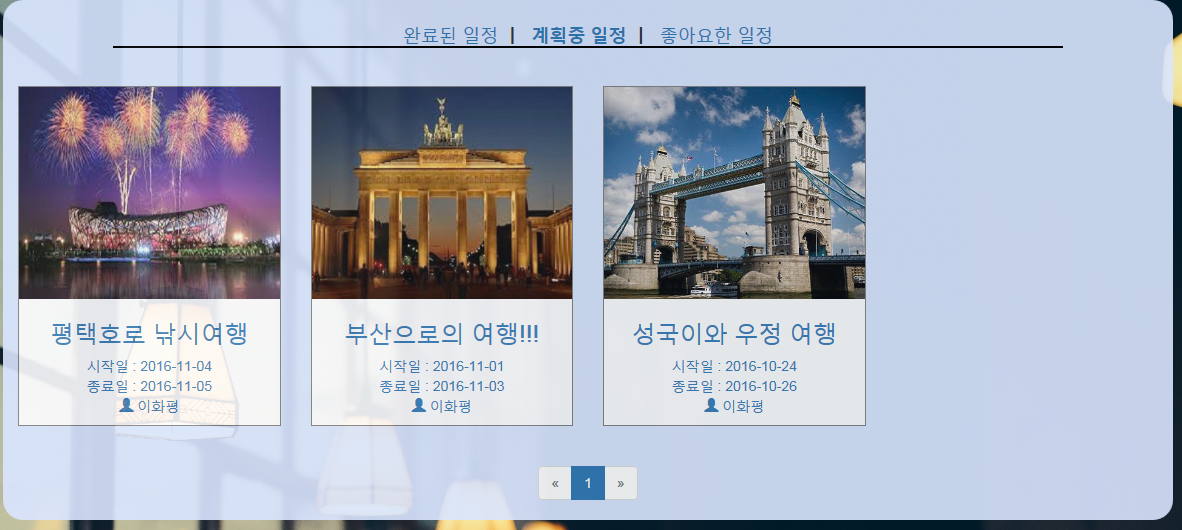 완료된 일정 | 계획중 일정 | 좋아요한 일정
평택호로 낚시여행
시작일 : 2016-11-04
종료일 : 2016-11-05
이화평
부산으로의 여행!!!
시작일 : 2016-11-01
종료일 : 2016-11-03
이화평
성국이와 우정 여행
시작일 : 2016-10-24
종료일 : 2016-10-26
이화평
« 1 »